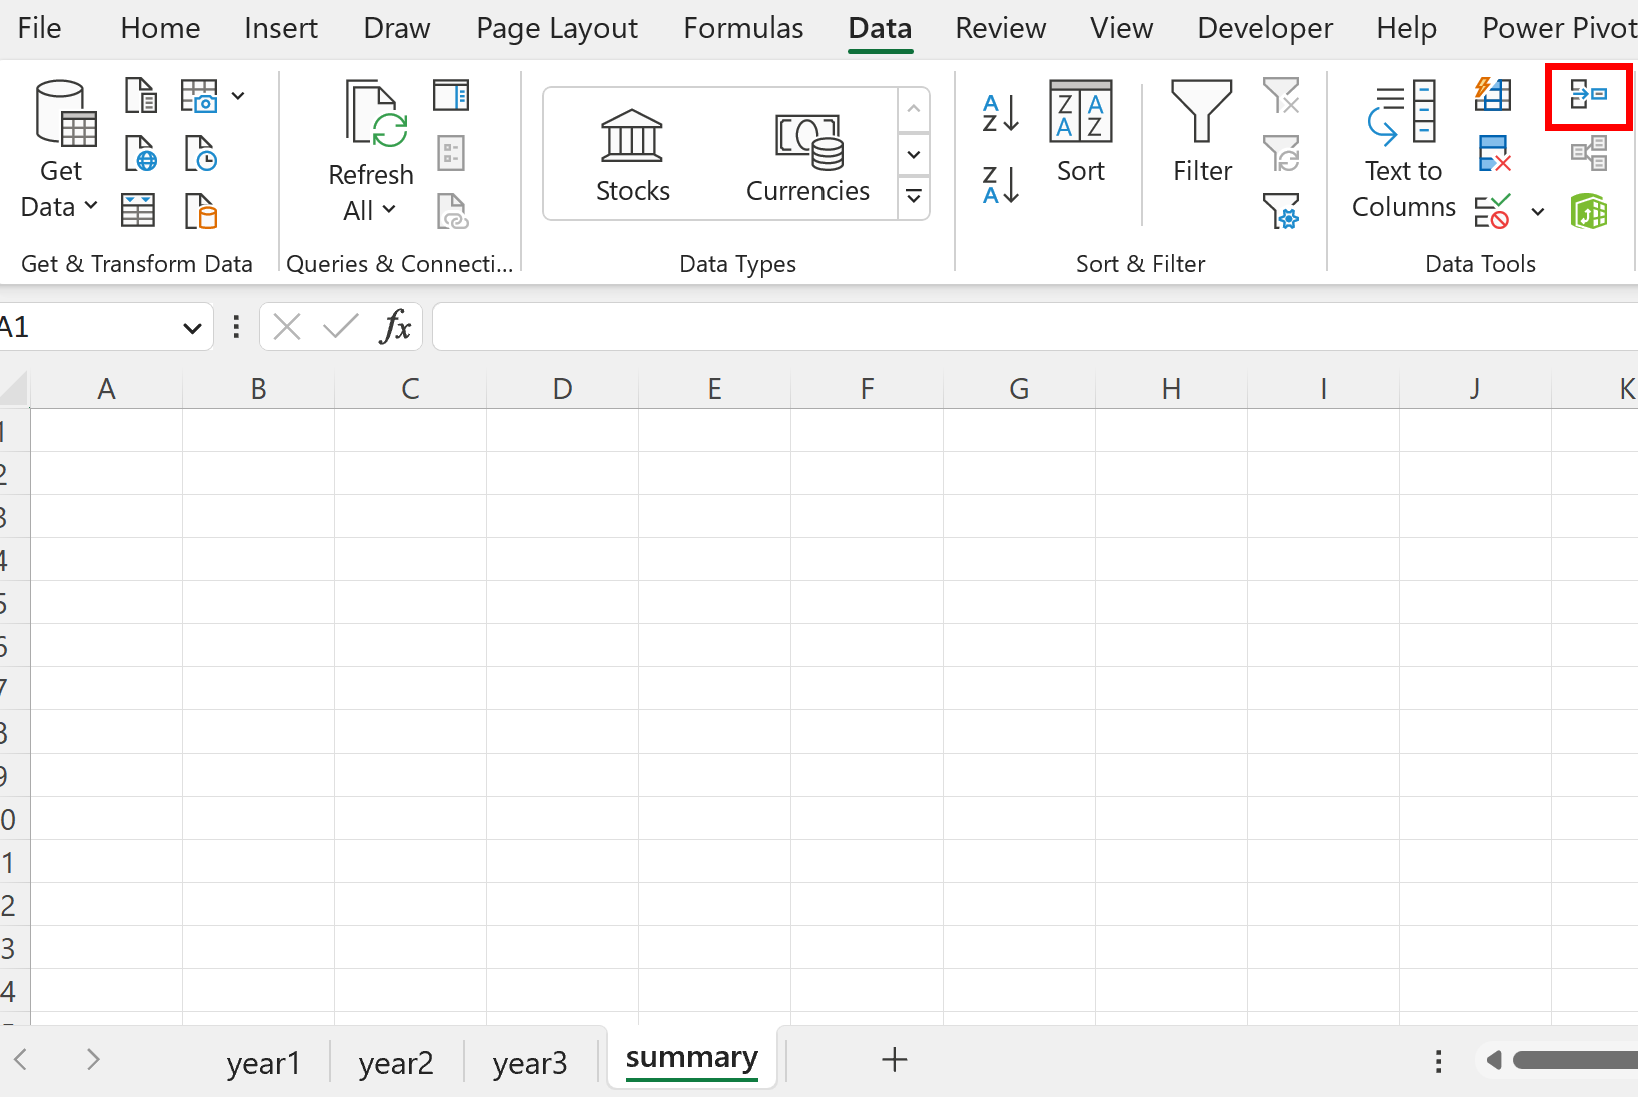 File Home Insert Draw Page Layout Formulas Data Review View Developer Help Power Pivot
Get
Data
Refresh
All
Stocks
Currencies
Sort
Filter
Text to
Columns
Get & Transform Data
Queries & Connecti...
Data Types
Sort & Filter
Data Tools
A1
fx
A B C D E F G H I J K
1
2
3
4
5
6
7
8
9
0
1
2
3
4
year1 year2 year3 summary